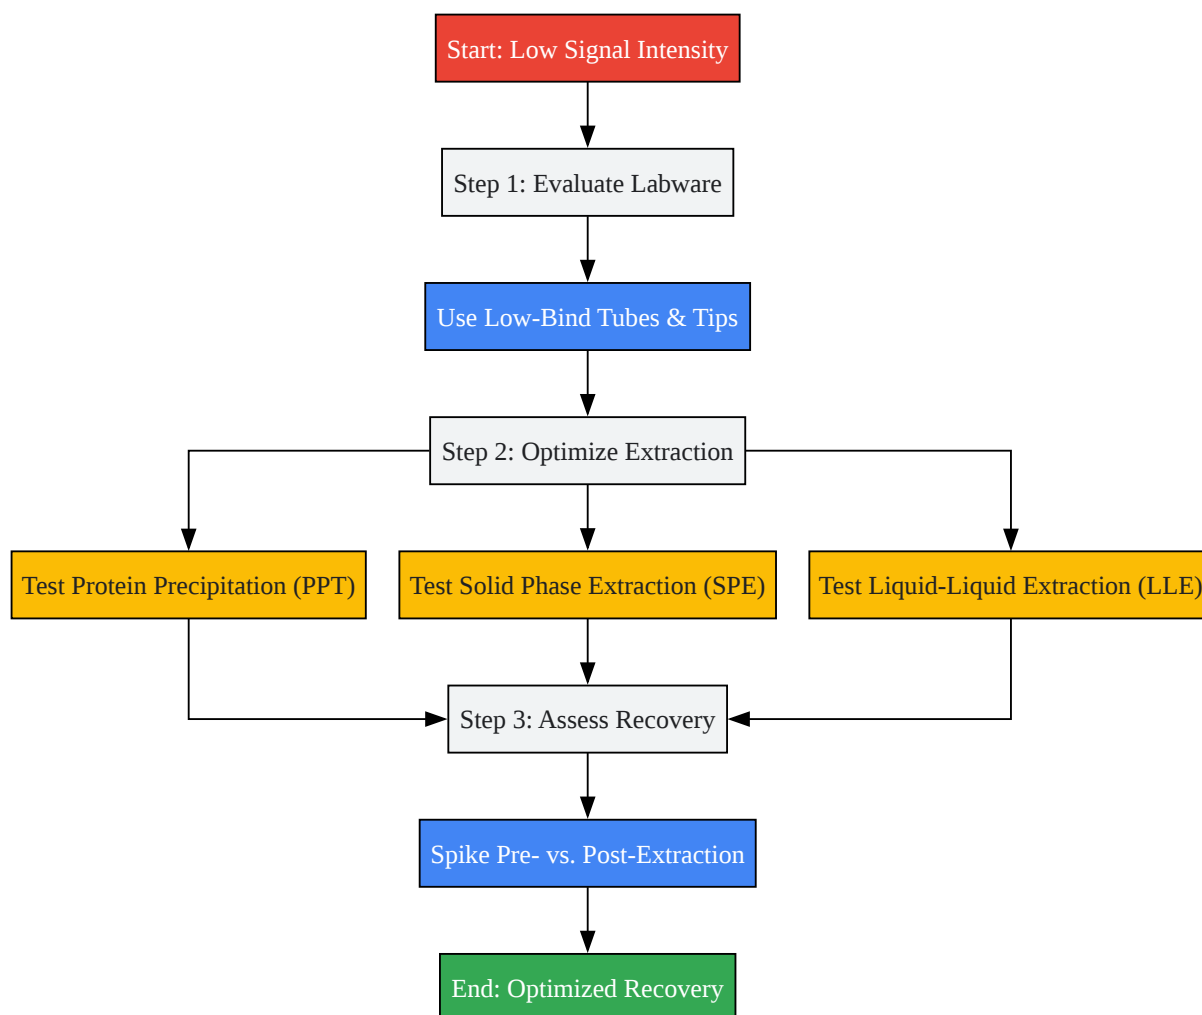 Start: Low Signal Intensity
Step 1: Evaluate Labware
Use Low-Bind Tubes & Tips
Step 2: Optimize Extraction
Test Protein Precipitation (PPT)
Test Solid Phase Extraction (SPE)
Test Liquid-Liquid Extraction (LLE)
Step 3: Assess Recovery
Spike Pre- vs. Post-Extraction
End: Optimized Recovery